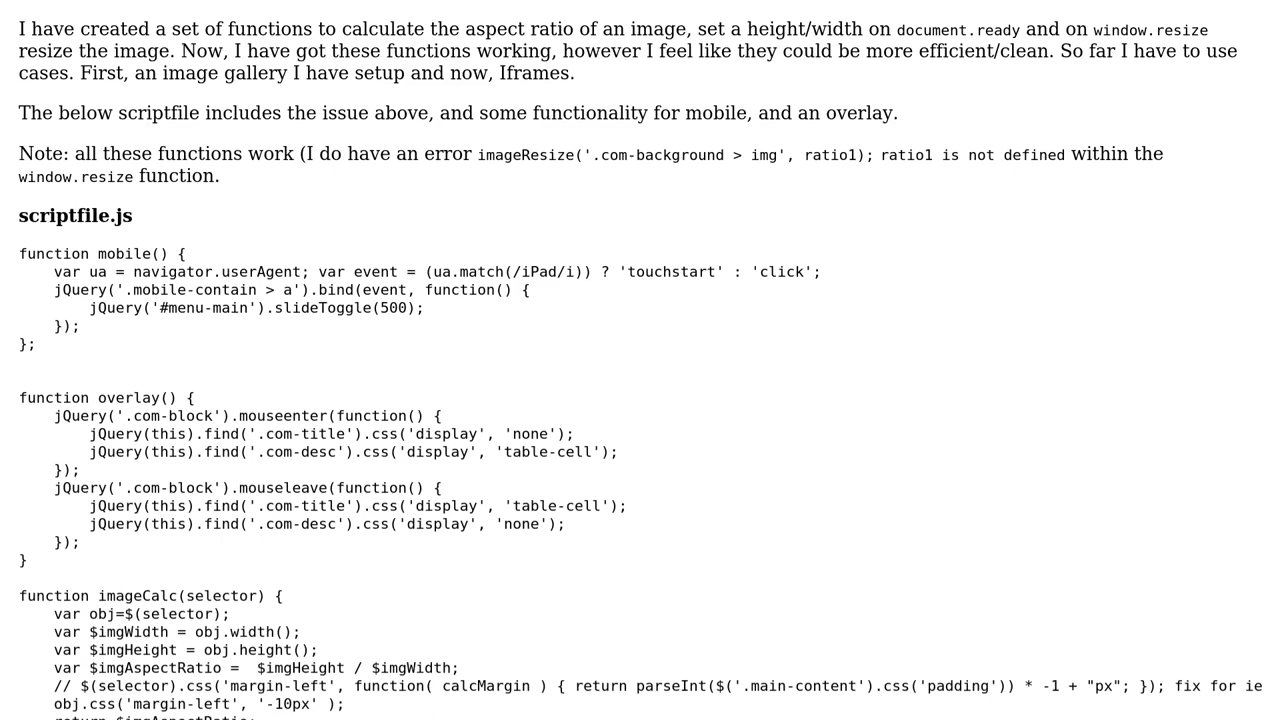 I have created a set of functions to calculate the aspect ratio of an image, set a height/width on document.ready and on window.resize
resize the image. Now, I have got these functions working, however I feel like they could be more efficient/clean. So far I have to use
cases. First, an image gallery I have setup and now, Iframes.
The below scriptfile includes the issue above, and some functionality for mobile, and an overlay.
Note: all these functions work (I do have an error imageResize('.com-background > img', ratio1); ratio1 is not defined within the
window.resize function.
scriptfile.js
function mobile() {
    var ua = navigator.userAgent; var event = (ua.match(/iPad/i)) ? 'touchstart' : 'click';
    jQuery('.mobile-contain > a').bind(event, function() {
        jQuery('#menu-main').slideToggle(500);
    });
};
function overlay() {
    jQuery('.com-block').mouseenter(function() {
        jQuery(this).find('.com-title').css('display', 'none');
        jQuery(this).find('.com-desc').css('display', 'table-cell');
    });
    jQuery('.com-block').mouseleave(function() {
        jQuery(this).find('.com-title').css('display', 'table-cell');
        jQuery(this).find('.com-desc').css('display', 'none');
    });
}
function imageCalc(selector) {
    var obj=$(selector);
    var $imgWidth = obj.width();
    var $imgHeight = obj.height();
    var $imgAspectRatio =  $imgHeight / $imgWidth;
    // $(selector).css('margin-left', function( calcMargin ) { return parseInt($('.main-content').css('padding')) * -1 + "px"; }); fix for ie
    obj.css('margin-left', '-10px' );
    return $imgAspectRatio;